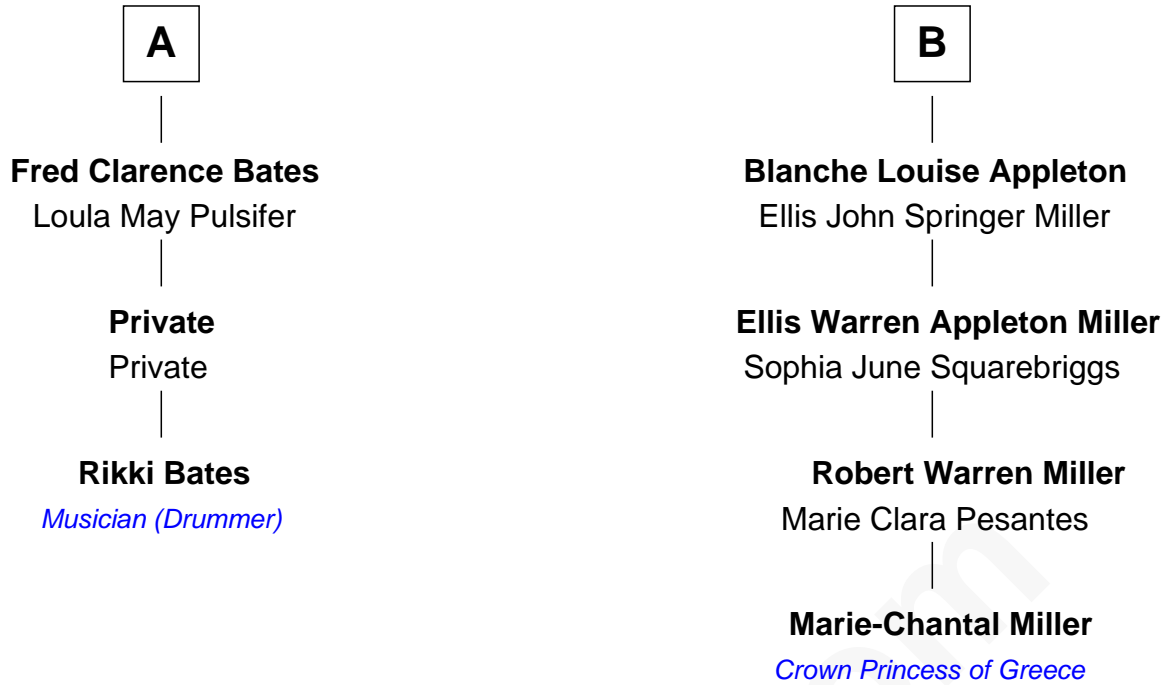 A
Fred Clarence Bates
Loula May Pulsifer
Private
Private
Rikki Bates
Musician (Drummer)
B
Blanche Louise Appleton
Ellis John Springer Miller
Ellis Warren Appleton Miller
Sophia June Squarebriggs
Robert Warren Miller
Marie Clara Pesantes
Marie-Chantal Miller
Crown Princess of Greece